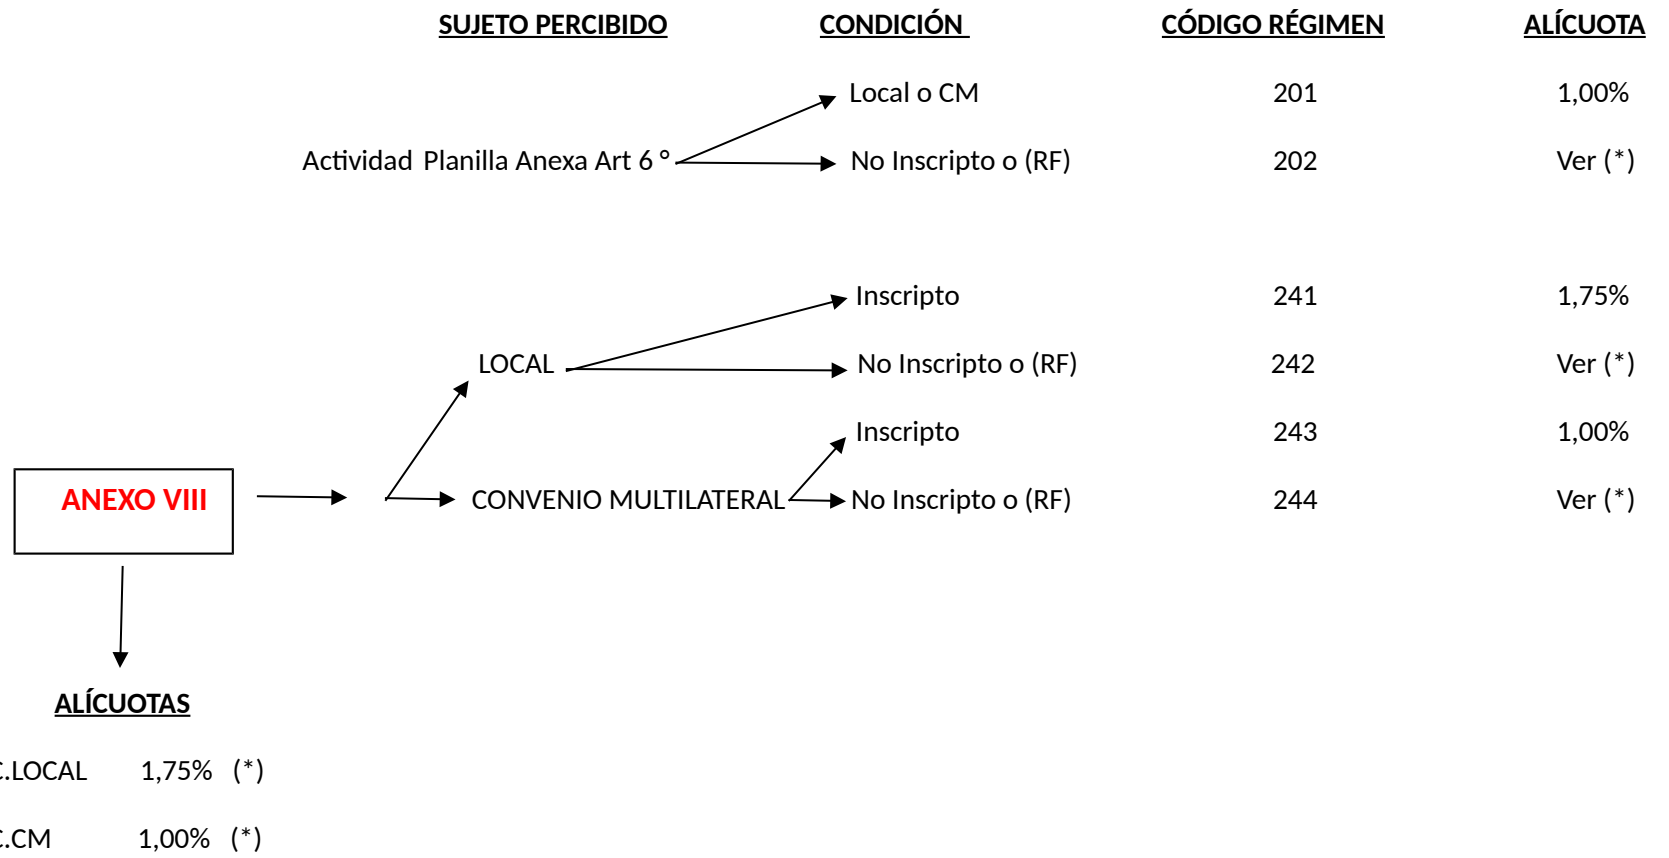 SUJETO PERCIBIDO CONDICIÓN CÓDIGO RÉGIMEN ALÍCUOTA
Local o CM 201 1,00%
Actividad Planilla Anexa Art 6 ° No Inscripto o (RF) 202 Ver (*)
Inscripto 241 1,75%
LOCAL No Inscripto o (RF) 242 Ver (*)
Inscripto 243 1,00%
ANEXO VIII CONVENIO MULTILATERAL No Inscripto o (RF) 244 Ver (*)
ALÍCUOTAS
C.LOCAL 1,75% (*)
C.CM 1,00% (*)